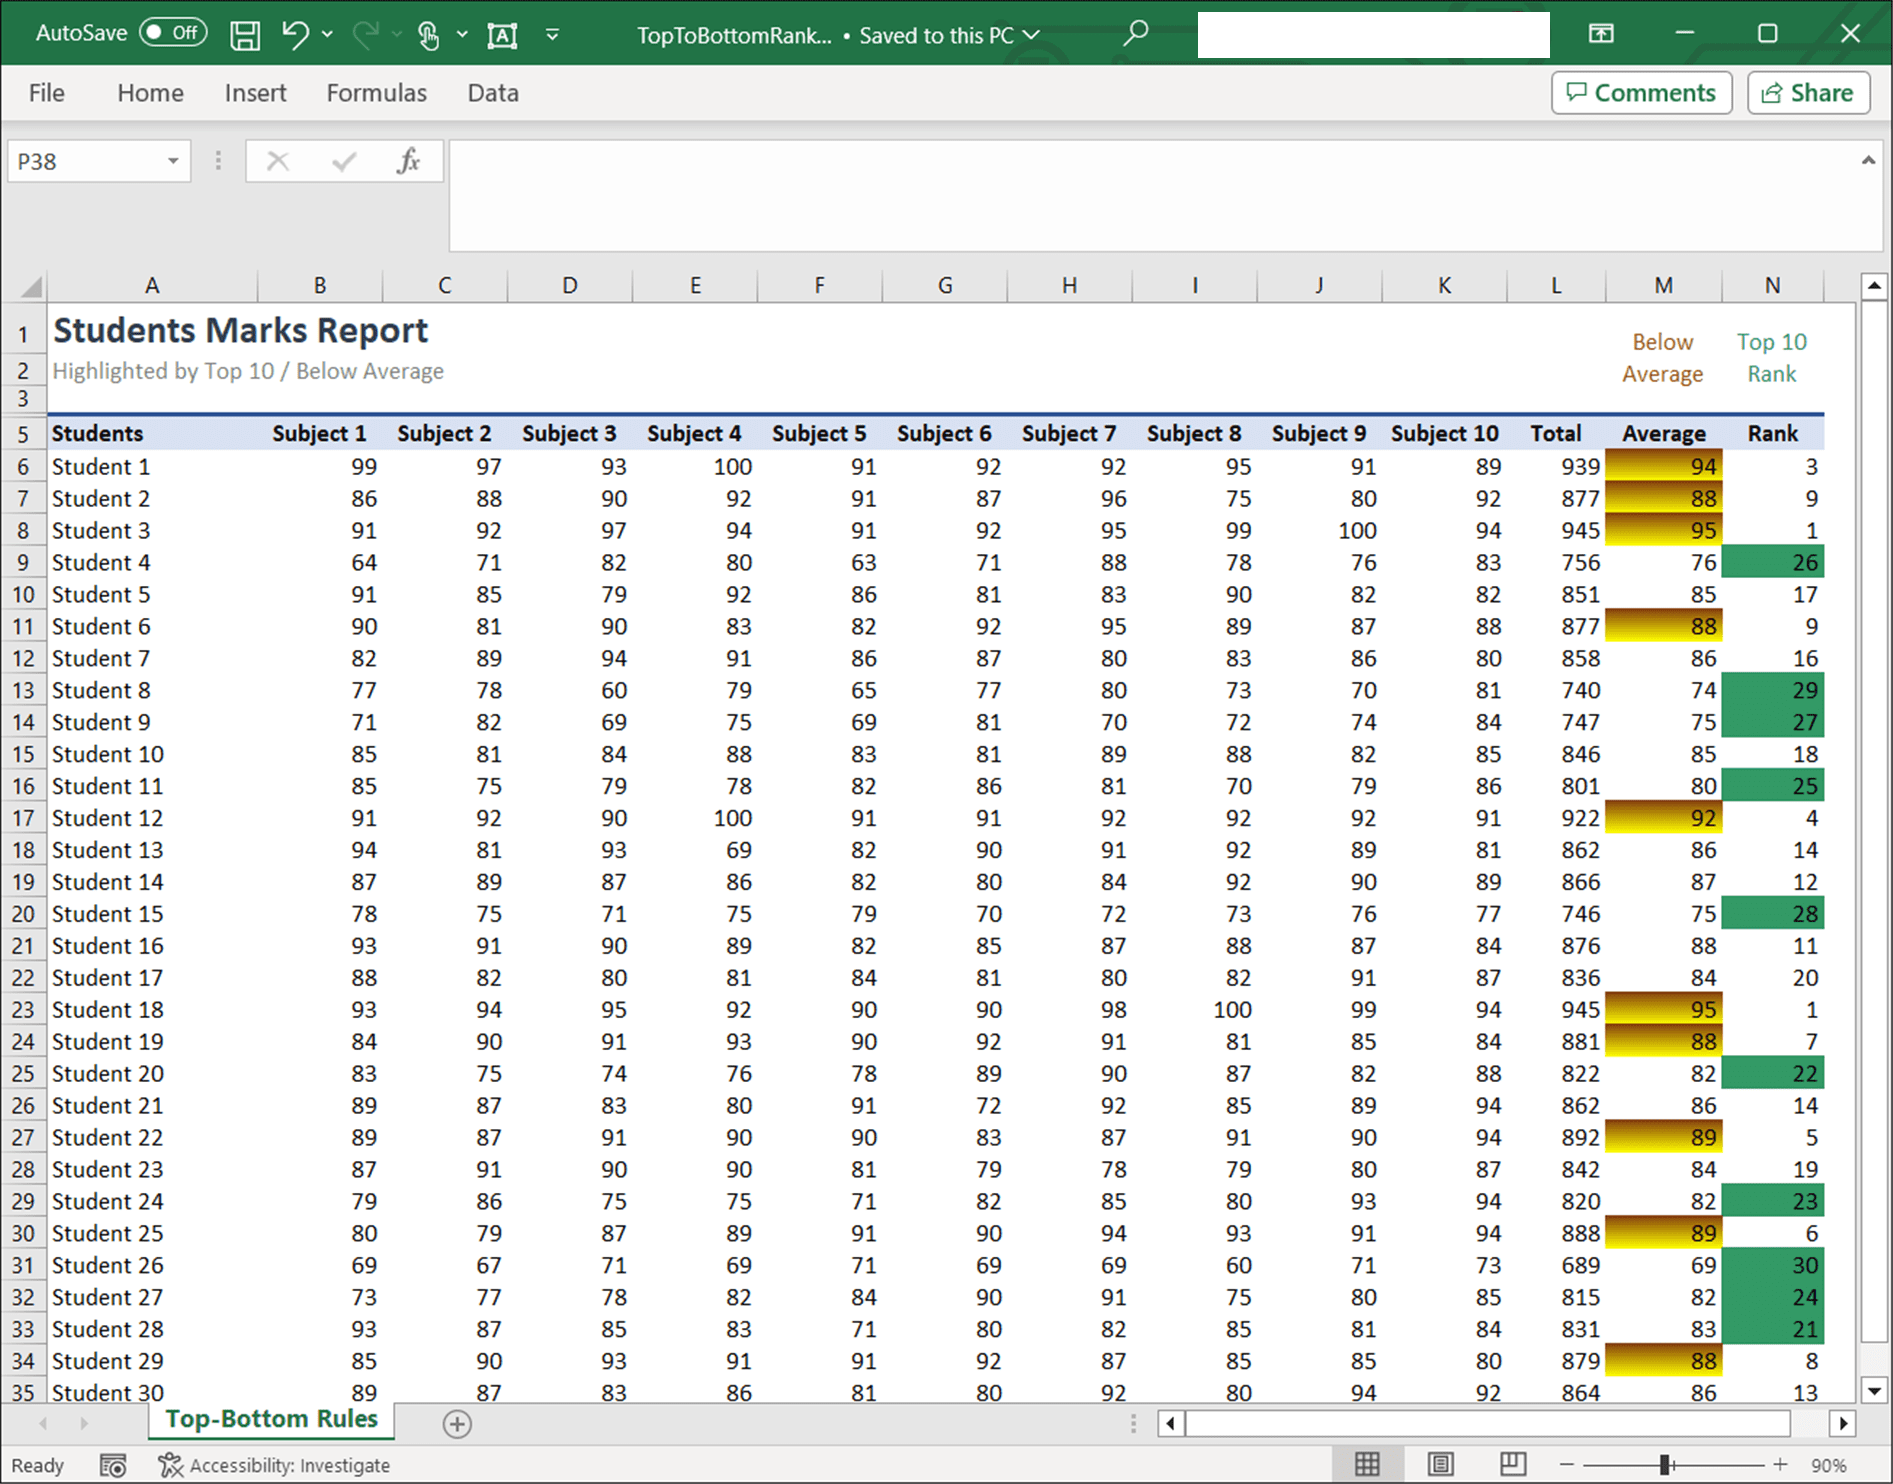 AutoSave Off TopToBottomRank... • Saved to this PC
File Home Insert Formulas Data Comments Share
P38 fx
A B C D E F G H I J K L M N
1 Students Marks Report Below Top 10
2 Highlighted by Top 10 / Below Average Average Rank
3
5 Students Subject 1 Subject 2 Subject 3 Subject 4 Subject 5 Subject 6 Subject 7 Subject 8 Subject 9 Subject 10 Total Average Rank
6 Student 1 99 97 93 100 91 92 92 95 91 89 939 94 3
7 Student 2 86 88 90 92 91 87 96 75 80 92 877 88 9
8 Student 3 91 92 97 94 91 92 95 99 100 94 945 95 1
9 Student 4 64 71 82 80 63 71 88 78 76 83 756 76 26
10 Student 5 91 85 79 92 86 81 83 90 82 82 851 85 17
11 Student 6 90 81 90 83 82 92 95 89 87 88 877 88 9
12 Student 7 82 89 94 91 86 87 80 83 86 80 858 86 16
13 Student 8 77 78 60 79 65 77 80 73 70 81 740 74 29
14 Student 9 71 82 69 75 69 81 70 72 74 84 747 75 27
15 Student 10 85 81 84 88 83 81 89 88 82 85 846 85 18
16 Student 11 85 75 79 78 82 86 81 70 79 86 801 80 25
17 Student 12 91 92 90 100 91 91 92 92 92 91 922 92 4
18 Student 13 94 81 93 69 82 90 91 92 89 81 862 86 14
19 Student 14 87 89 87 86 82 80 84 92 90 89 866 87 12
20 Student 15 78 75 71 75 79 70 72 73 76 77 746 75 28
21 Student 16 93 91 90 89 82 85 87 88 87 84 876 88 11
22 Student 17 88 82 80 81 84 81 80 82 91 87 836 84 20
23 Student 18 93 94 95 92 90 90 98 100 99 94 945 95 1
24 Student 19 84 90 91 93 90 92 91 81 85 84 881 88 7
25 Student 20 83 75 74 76 78 89 90 87 82 88 822 82 22
26 Student 21 89 87 83 80 91 72 92 85 89 94 862 86 14
27 Student 22 89 87 91 90 90 83 87 91 90 94 892 89 5
28 Student 23 87 91 90 90 81 79 78 79 80 87 842 84 19
29 Student 24 79 86 75 75 71 82 85 80 93 94 820 82 23
30 Student 25 80 79 87 89 91 90 94 93 91 94 888 89 6
31 Student 26 69 67 71 69 71 69 69 60 71 73 689 69 30
32 Student 27 73 77 78 82 84 90 91 75 80 85 815 82 24
33 Student 28 93 87 85 83 71 80 82 85 81 84 831 83 21
34 Student 29 85 90 93 91 91 92 87 85 85 80 879 88 8
35 Student 30 89 87 83 86 81 80 92 80 94 92 864 86 13
Top-Bottom Rules
Ready Accessibility: Investigate 90%